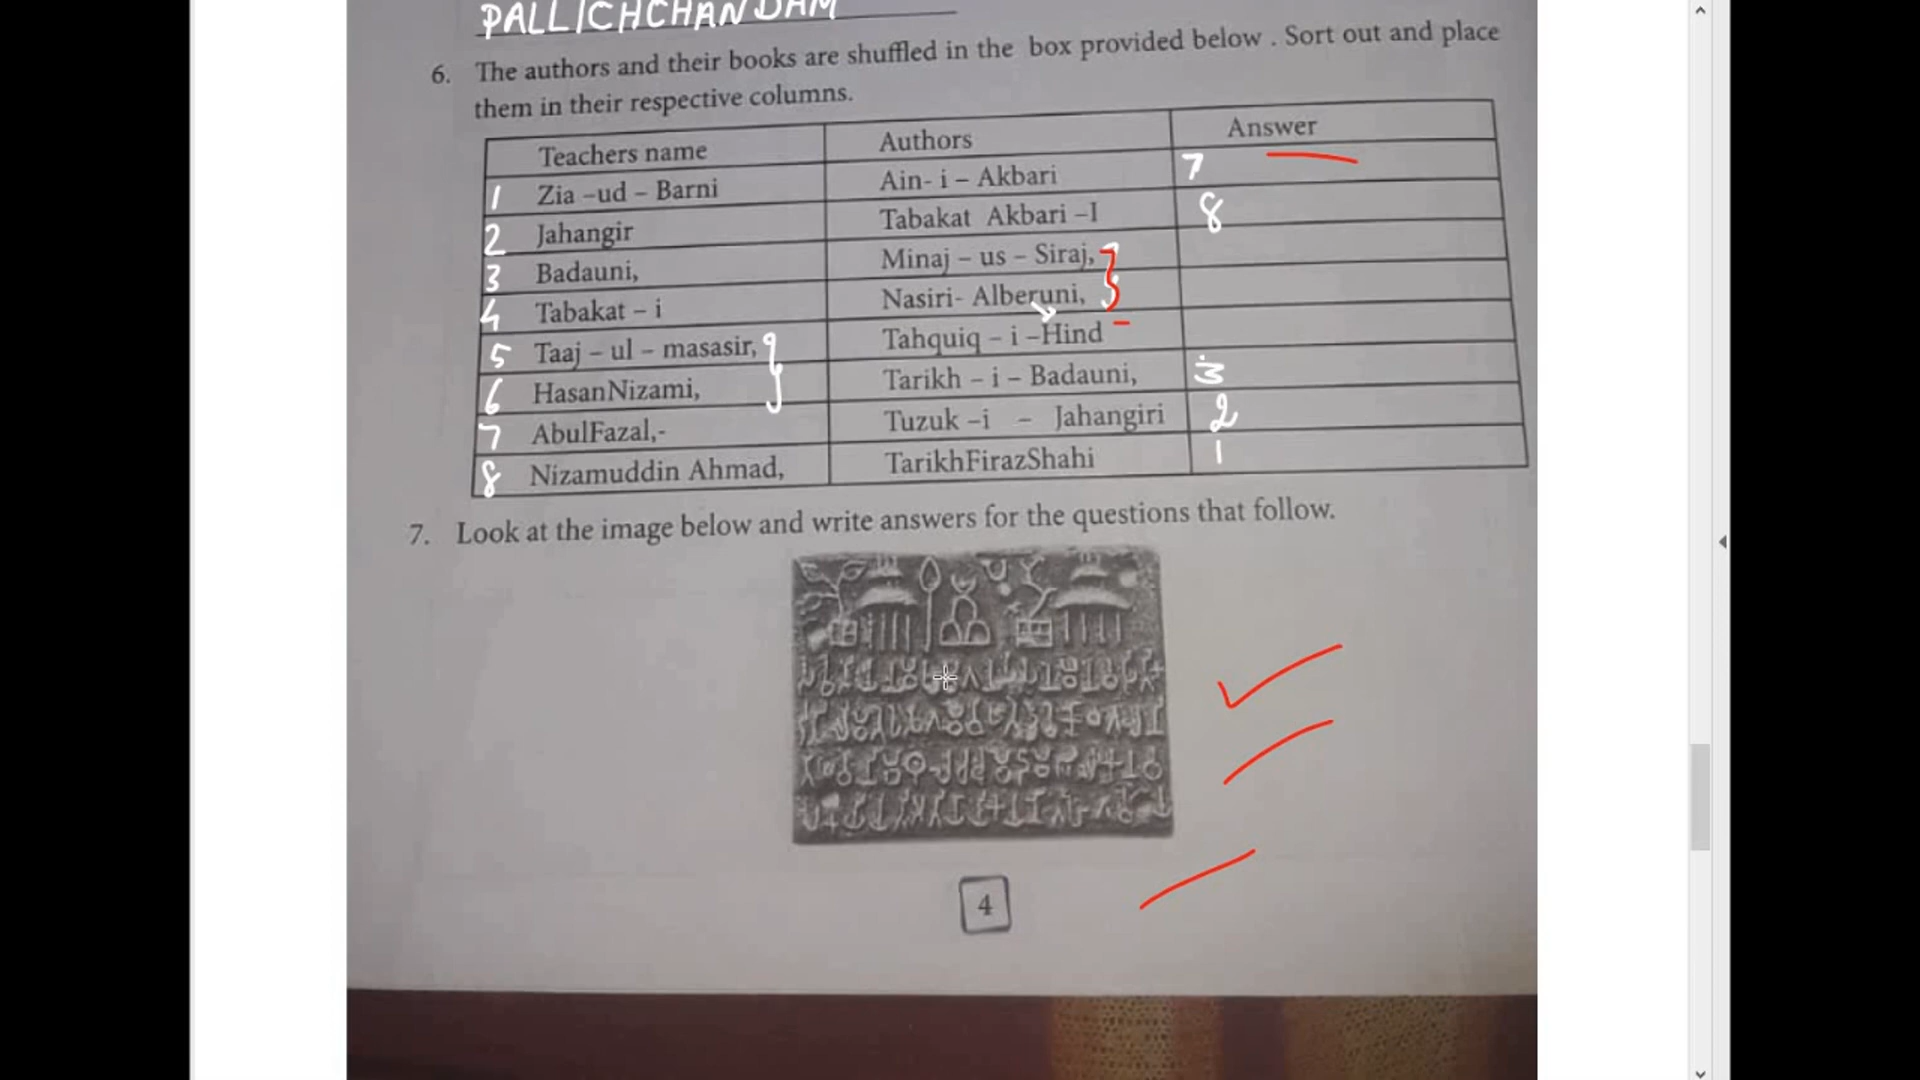 PALLICHCHANDAM
6. The authors and their books are shuffled in the box provided below . Sort out and place
them in their respective columns.
Teachers name Authors Answer
1 Zia –ud – Barni Ain- i – Akbari 7
2 Jahangir Tabakat Akbari –I 8
3 Badauni, Minaj – us – Siraj,
4 Tabakat – i Nasiri- Alberuni,
5 Taaj – ul – masasir, Tahquiq – i –Hind
6 HasanNizami, Tarikh – i – Badauni, 3
7 AbulFazal,- Tuzuk –i – Jahangiri 2
8 Nizamuddin Ahmad, TarikhFirazShahi 1
7. Look at the image below and write answers for the questions that follow.
4